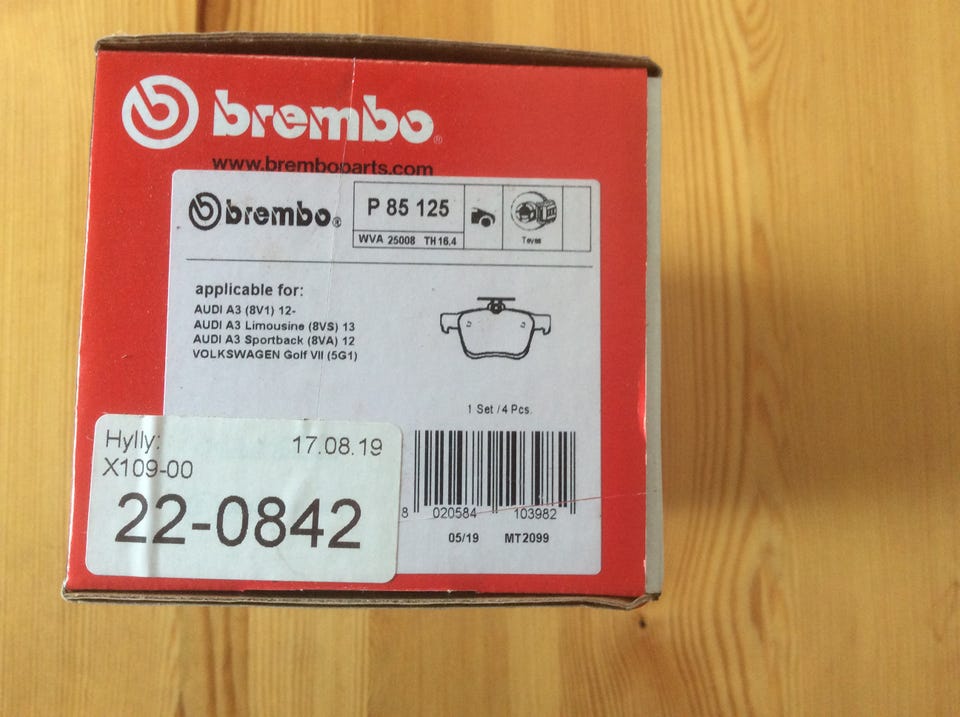 brembo®
www.bremboparts.com
brembo®
P 85 125
WVA 25008 TH 16.4
Teves
applicable for:
AUDI A3 (8V1) 12-
AUDI A3 Limousine (8VS) 13
AUDI A3 Sportback (8VA) 12
VOLKSWAGEN Golf VII (5G1)
1 Set / 4 Pcs.
Hylly: 17.08.19
X109-00
22-0842
8 020584 103982
05/19 MT2099